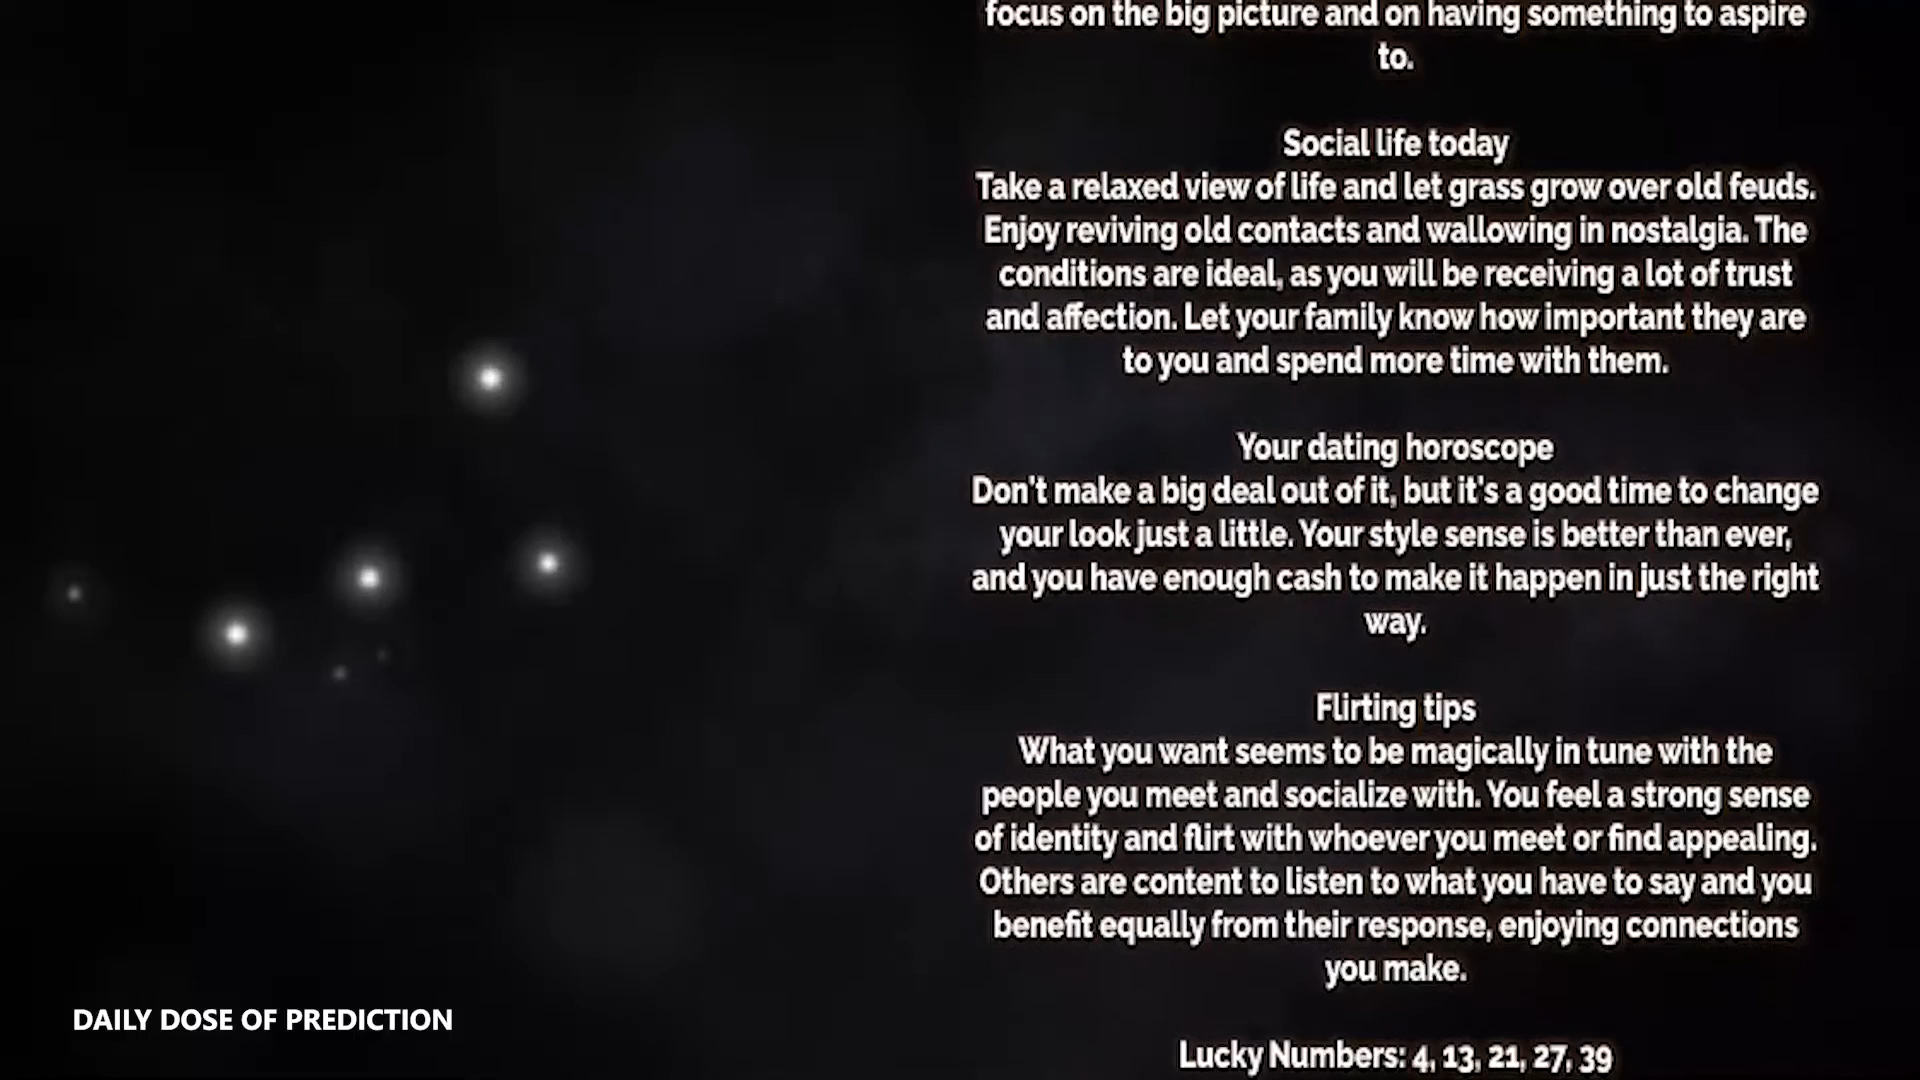 focus on the big picture and on having something to aspire
to.
Social life today
Take a relaxed view of life and let grass grow over old feuds.
Enjoy reviving old contacts and wallowing in nostalgia. The
conditions are ideal, as you will be receiving a lot of trust
and affection. Let your family know how important they are
to you and spend more time with them.
Your dating horoscope
Don't make a big deal out of it, but it's a good time to change
your look just a little. Your style sense is better than ever,
and you have enough cash to make it happen in just the right
way.
Flirting tips
What you want seems to be magically in tune with the
people you meet and socialize with. You feel a strong sense
of identity and flirt with whoever you meet or find appealing.
Others are content to listen to what you have to say and you
benefit equally from their response, enjoying connections
you make.
Lucky Numbers: 4, 13, 21, 27, 39
DAILY DOSE OF PREDICTION